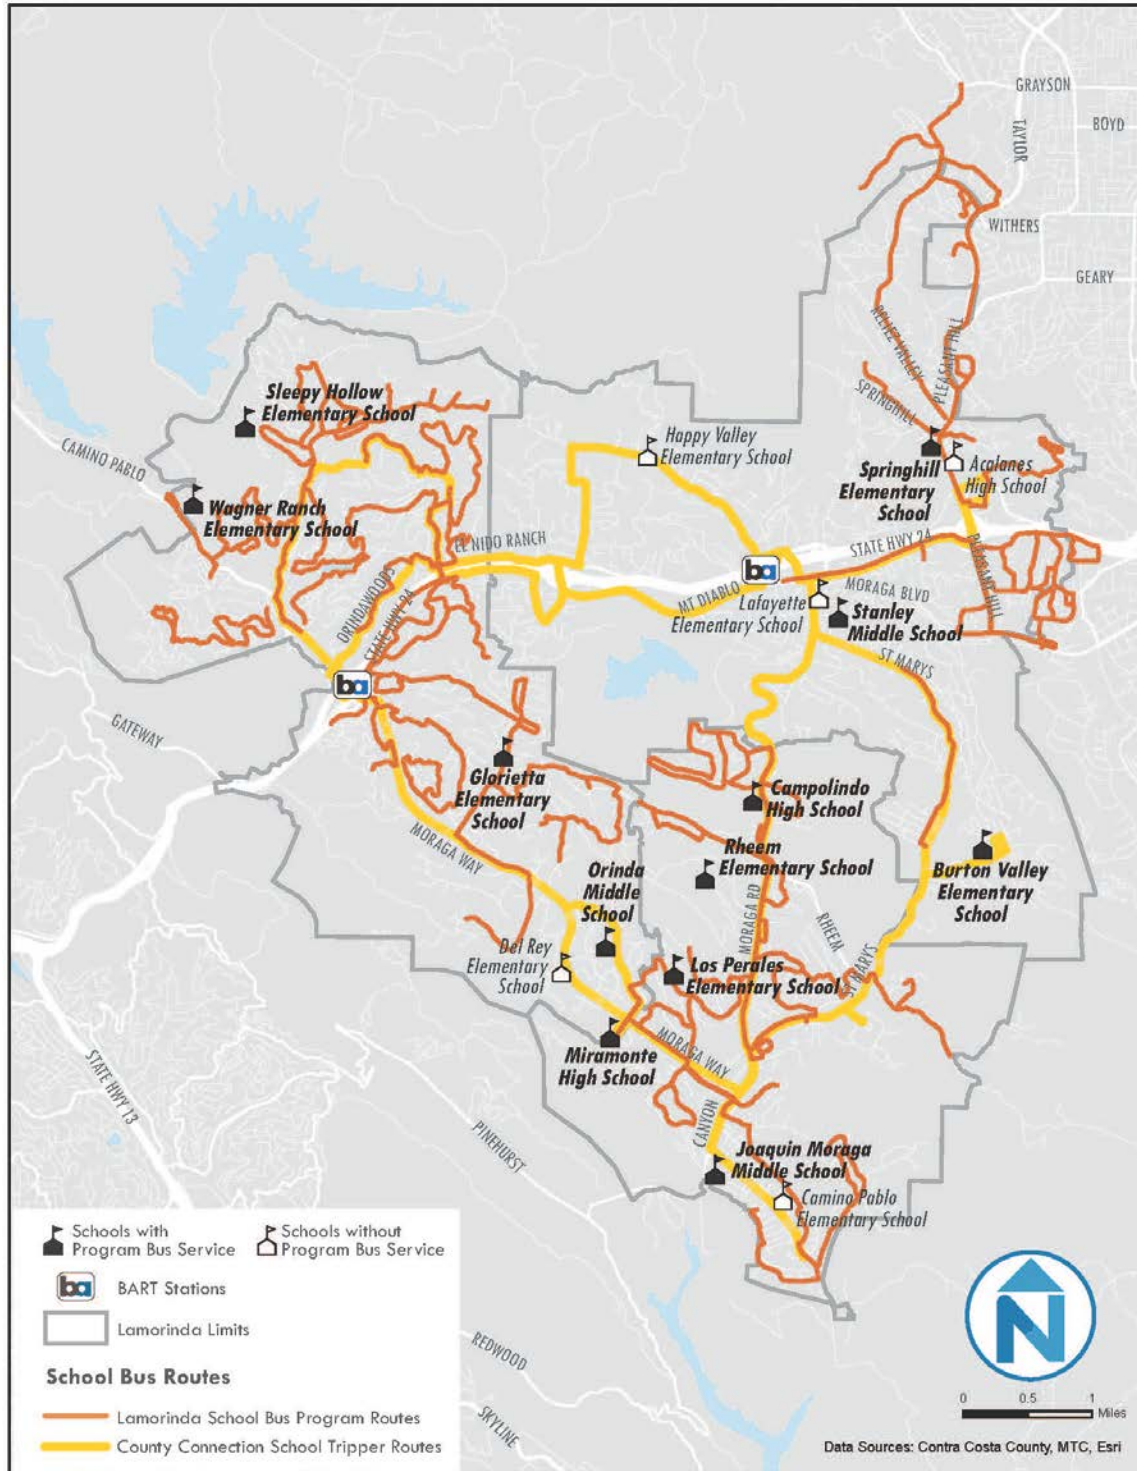 GRAYSON
TAYLOR
BOYD
WITHERS
GEARY
RELIEZ VALLEY
PLEASANT HILL
SPRINGHILL
Sleepy Hollow
Elementary School
CAMINO PABLO
Happy Valley
Elementary School
Springhill
Elementary
School
Acalanes
High School
Wagner Ranch
Elementary School
EL NIDO RANCH
STATE HWY 24
PLEASANT HILL
ORINDAWOODS
STATE HWY 24
ba
MT DIABLO
MORAGA BLVD
Lafayette
Elementary School
Stanley
Middle School
ST MARYS
ba
GATEWAY
Glorietta
Elementary
School
Campolindo
High School
MORAGA WAY
Rheem
Elementary School
Orinda
Middle
School
Burton Valley
Elementary
School
MORAGA RD
RHEEM
Del Rey
Elementary
School
Los Perales
Elementary School
ST MARYS
Miramonte
High School
MORAGA WAY
STATE HWY 13
PINEHURST
CANYON
Joaquin Moraga
Middle School
Camino Pablo
Elementary School
REDWOOD
SKYLINE
Schools with
Program Bus Service
Schools without
Program Bus Service
ba
BART Stations
Lamorinda Limits
School Bus Routes
Lamorinda School Bus Program Routes
County Connection School Tripper Routes
N
0 0.5 1
Miles
Data Sources: Contra Costa County, MTC, Esri